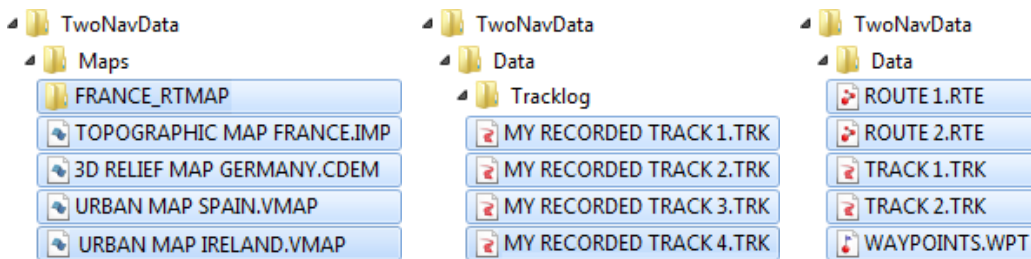 TwoNavData
Maps
FRANCE_RTMAP
TOPOGRAPHIC MAP FRANCE.IMP
3D RELIEF MAP GERMANY.CDEM
URBAN MAP SPAIN.VMAP
URBAN MAP IRELAND.VMAP
TwoNavData
Data
Tracklog
MY RECORDED TRACK 1.TRK
MY RECORDED TRACK 2.TRK
MY RECORDED TRACK 3.TRK
MY RECORDED TRACK 4.TRK
TwoNavData
Data
ROUTE 1.RTE
ROUTE 2.RTE
TRACK 1.TRK
TRACK 2.TRK
WAYPOINTS.WPT